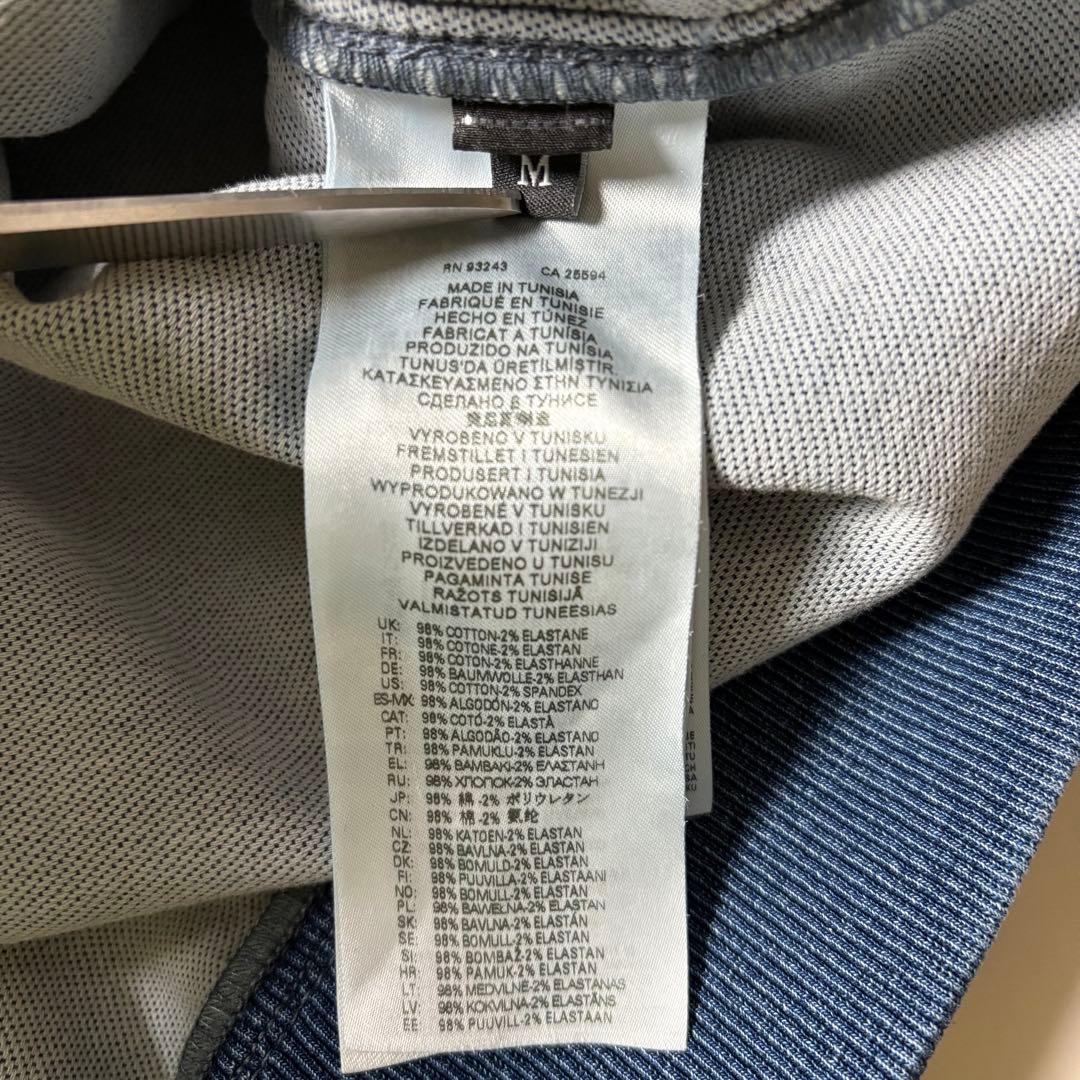 M
RN 93243 CA 25594
MADE IN TUNISIA
FABRIQUÉ EN TUNISIE
HECHO EN TÚNEZ
FABRICAT A TUNÍSIA
PRODUZIDO NA TUNÍSIA
TUNUS'DA ÜRETILMISTIR.
ΚΑΤΑΣΚΕΥΑΣΜΕΝΟ ΣΤΗΝ ΤΥΝΙΣΙΑ
СДЕЛАНО В ТУНИСЕ
VYROBENO V TUNISKU
FREMSTILLET I TUNESIEN
PRODUSERT I TUNISIA
WYPRODUKOWANO W TUNEZJI
VYROBENÉ V TUNISKU
TILLVERKAD I TUNISIEN
IZDELANO V TUNIZIJI
PROIZVEDENO U TUNISU
PAGAMINTA TUNISE
RAŽOTS TUNISIJĀ
VALMISTATUD TUNEESIAS
UK: 98% COTTON-2% ELASTANE
IT: 98% COTONE-2% ELASTAN
FR: 98% COTON-2% ELASTHANNE
DE: 98% BAUMWOLLE-2% ELASTHAN
US: 98% COTTON-2% SPANDEX
ES-MX: 98% ALGODÓN-2% ELASTANO
CAT: 98% COTÓ-2% ELASTÀ
PT: 98% ALGODÃO-2% ELASTANO
TR: 98% PAMUKLU-2% ELASTAN
EL: 98% ΒΑΜΒΑΚΙ-2% ΕΛΑΣΤΑΝΗ
RU: 98% ХЛОПОК-2% ЭЛАСТАН
JP: 98% 綿-2% ポリウレタン
CN: 98% 棉-2% 氨纶
NL: 98% KATOEN-2% ELASTAN
CZ: 98% BAVLNA-2% ELASTAN
DK: 98% BOMULD-2% ELASTAN
FI: 98% PUUVILLA-2% ELASTAANI
NO: 98% BOMULL-2% ELASTAN
PL: 98% BAWEŁNA-2% ELASTAN
SK: 98% BAVLNA-2% ELASTÁN
SE: 98% BOMULL-2% ELASTAN
SI: 98% BOMBAŽ-2% ELASTAN
HR: 98% PAMUK-2% ELASTAN
LT: 98% MEDVILNĖ-2% ELASTANAS
LV: 98% KOKVILNA-2% ELASTĀNS
EE: 98% PUUVILL-2% ELASTAAN